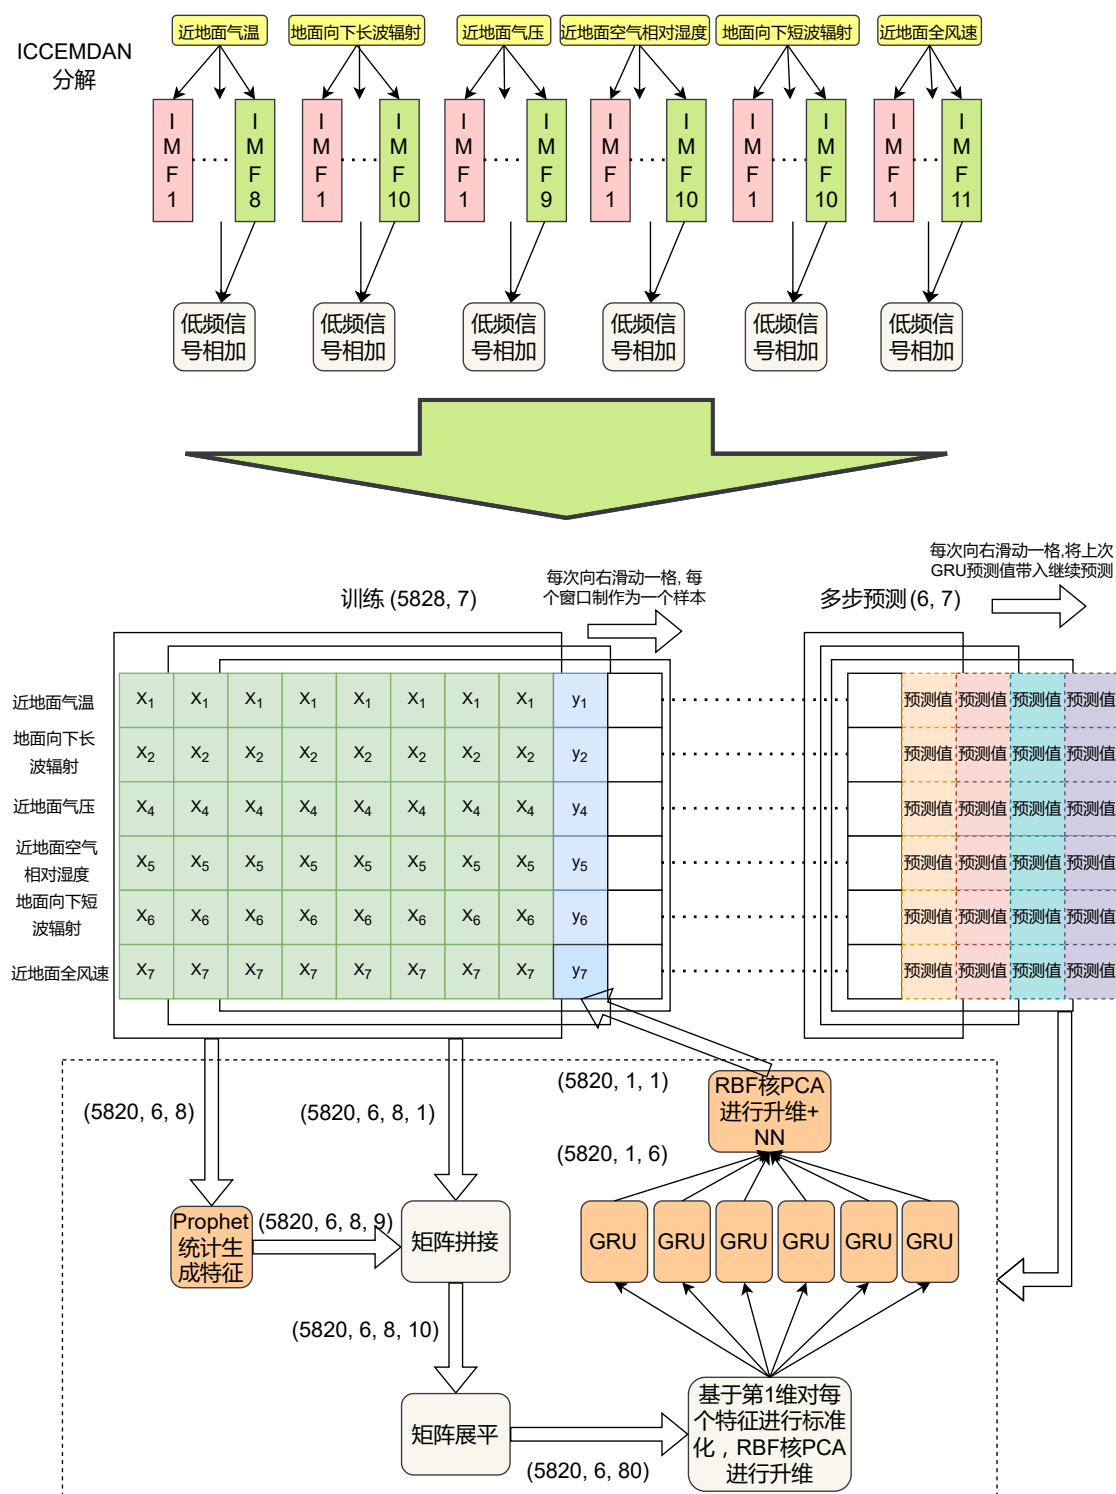 ICCEMDAN
分解
近地面气温
地面向下长波辐射
近地面气压
近地面空气相对湿度
地面向下短波辐射
近地面全风速
I
M
F
1
I
M
F
8
I
M
F
1
I
M
F
10
I
M
F
1
I
M
F
9
I
M
F
1
I
M
F
10
I
M
F
1
I
M
F
10
I
M
F
1
I
M
F
11
低频信
号相加
低频信
号相加
低频信
号相加
低频信
号相加
低频信
号相加
低频信
号相加
训练 (5828, 7)
每次向右滑动一格, 每
个窗口制作为一个样本
多步预测 (6, 7)
每次向右滑动一格,将上次
GRU预测值带入继续预测
近地面气温
X1 X1 X1 X1 X1 X1 X1 X1 y1
预测值 预测值 预测值 预测值
地面向下长
波辐射
X2 X2 X2 X2 X2 X2 X2 X2 y2
预测值 预测值 预测值 预测值
近地面气压
X4 X4 X4 X4 X4 X4 X4 X4 y4
预测值 预测值 预测值 预测值
近地面空气
相对湿度
X5 X5 X5 X5 X5 X5 X5 X5 y5
预测值 预测值 预测值 预测值
地面向下短
波辐射
X6 X6 X6 X6 X6 X6 X6 X6 y6
预测值 预测值 预测值 预测值
近地面全风速
X7 X7 X7 X7 X7 X7 X7 X7 y7
预测值 预测值 预测值 预测值
(5820, 6, 8)
(5820, 6, 8, 1)
(5820, 1, 1)
RBF核PCA
进行升维+
NN
(5820, 1, 6)
Prophet
统计生
成特征
(5820, 6, 8, 9)
矩阵拼接
GRU
GRU
GRU
GRU
GRU
GRU
(5820, 6, 8, 10)
矩阵展平
(5820, 6, 80)
基于第1维对每
个特征进行标准
化，RBF核PCA
进行升维